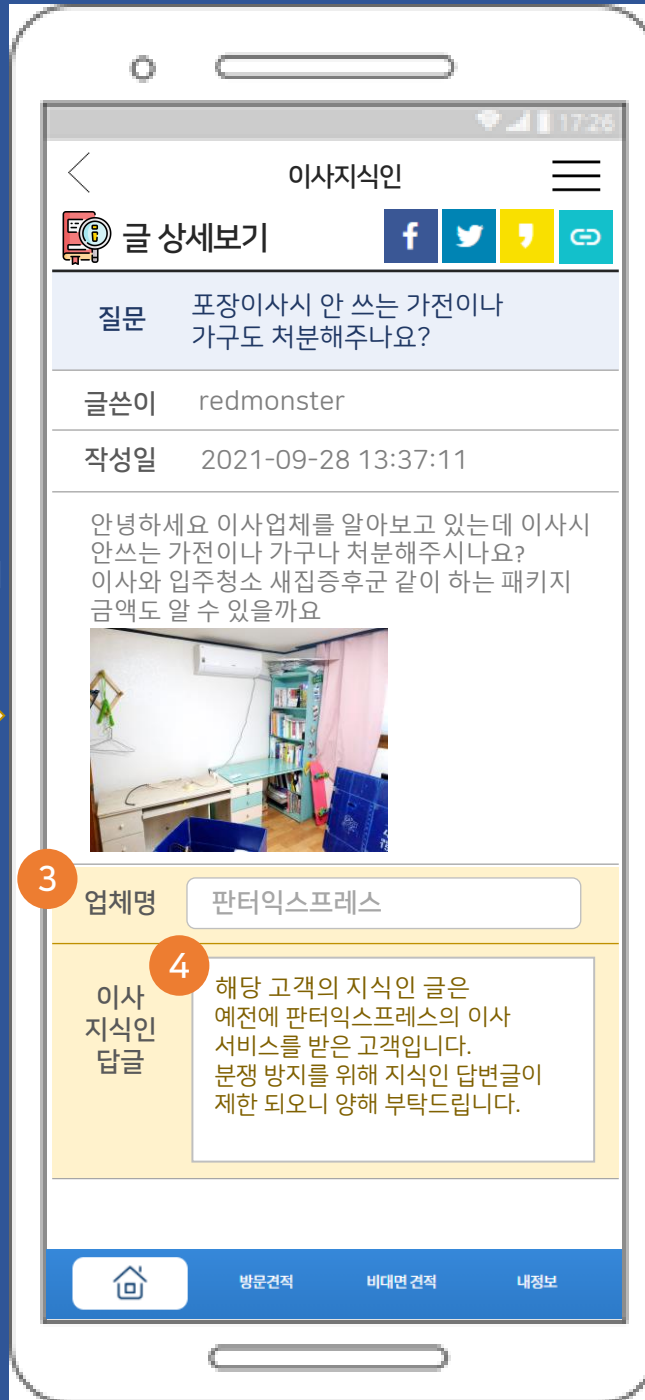 17:26
이사지식인
글 상세보기
질문
포장이사시 안 쓰는 가전이나
가구도 처분해주나요?
글쓴이
redmonster
작성일
2021-09-28 13:37:11
안녕하세요 이사업체를 알아보고 있는데 이사시
안쓰는 가전이나 가구나 처분해주시나요?
이사와 입주청소 새집증후군 같이 하는 패키지
금액도 알 수 있을까요
3
업체명
판터익스프레스
4
이사
지식인
답글
해당 고객의 지식인 글은
예전에 판터익스프레스의 이사
서비스를 받은 고객입니다.
분쟁 방지를 위해 지식인 답변글이
제한 되오니 양해 부탁드립니다.
방문견적
비대면 견적
내정보